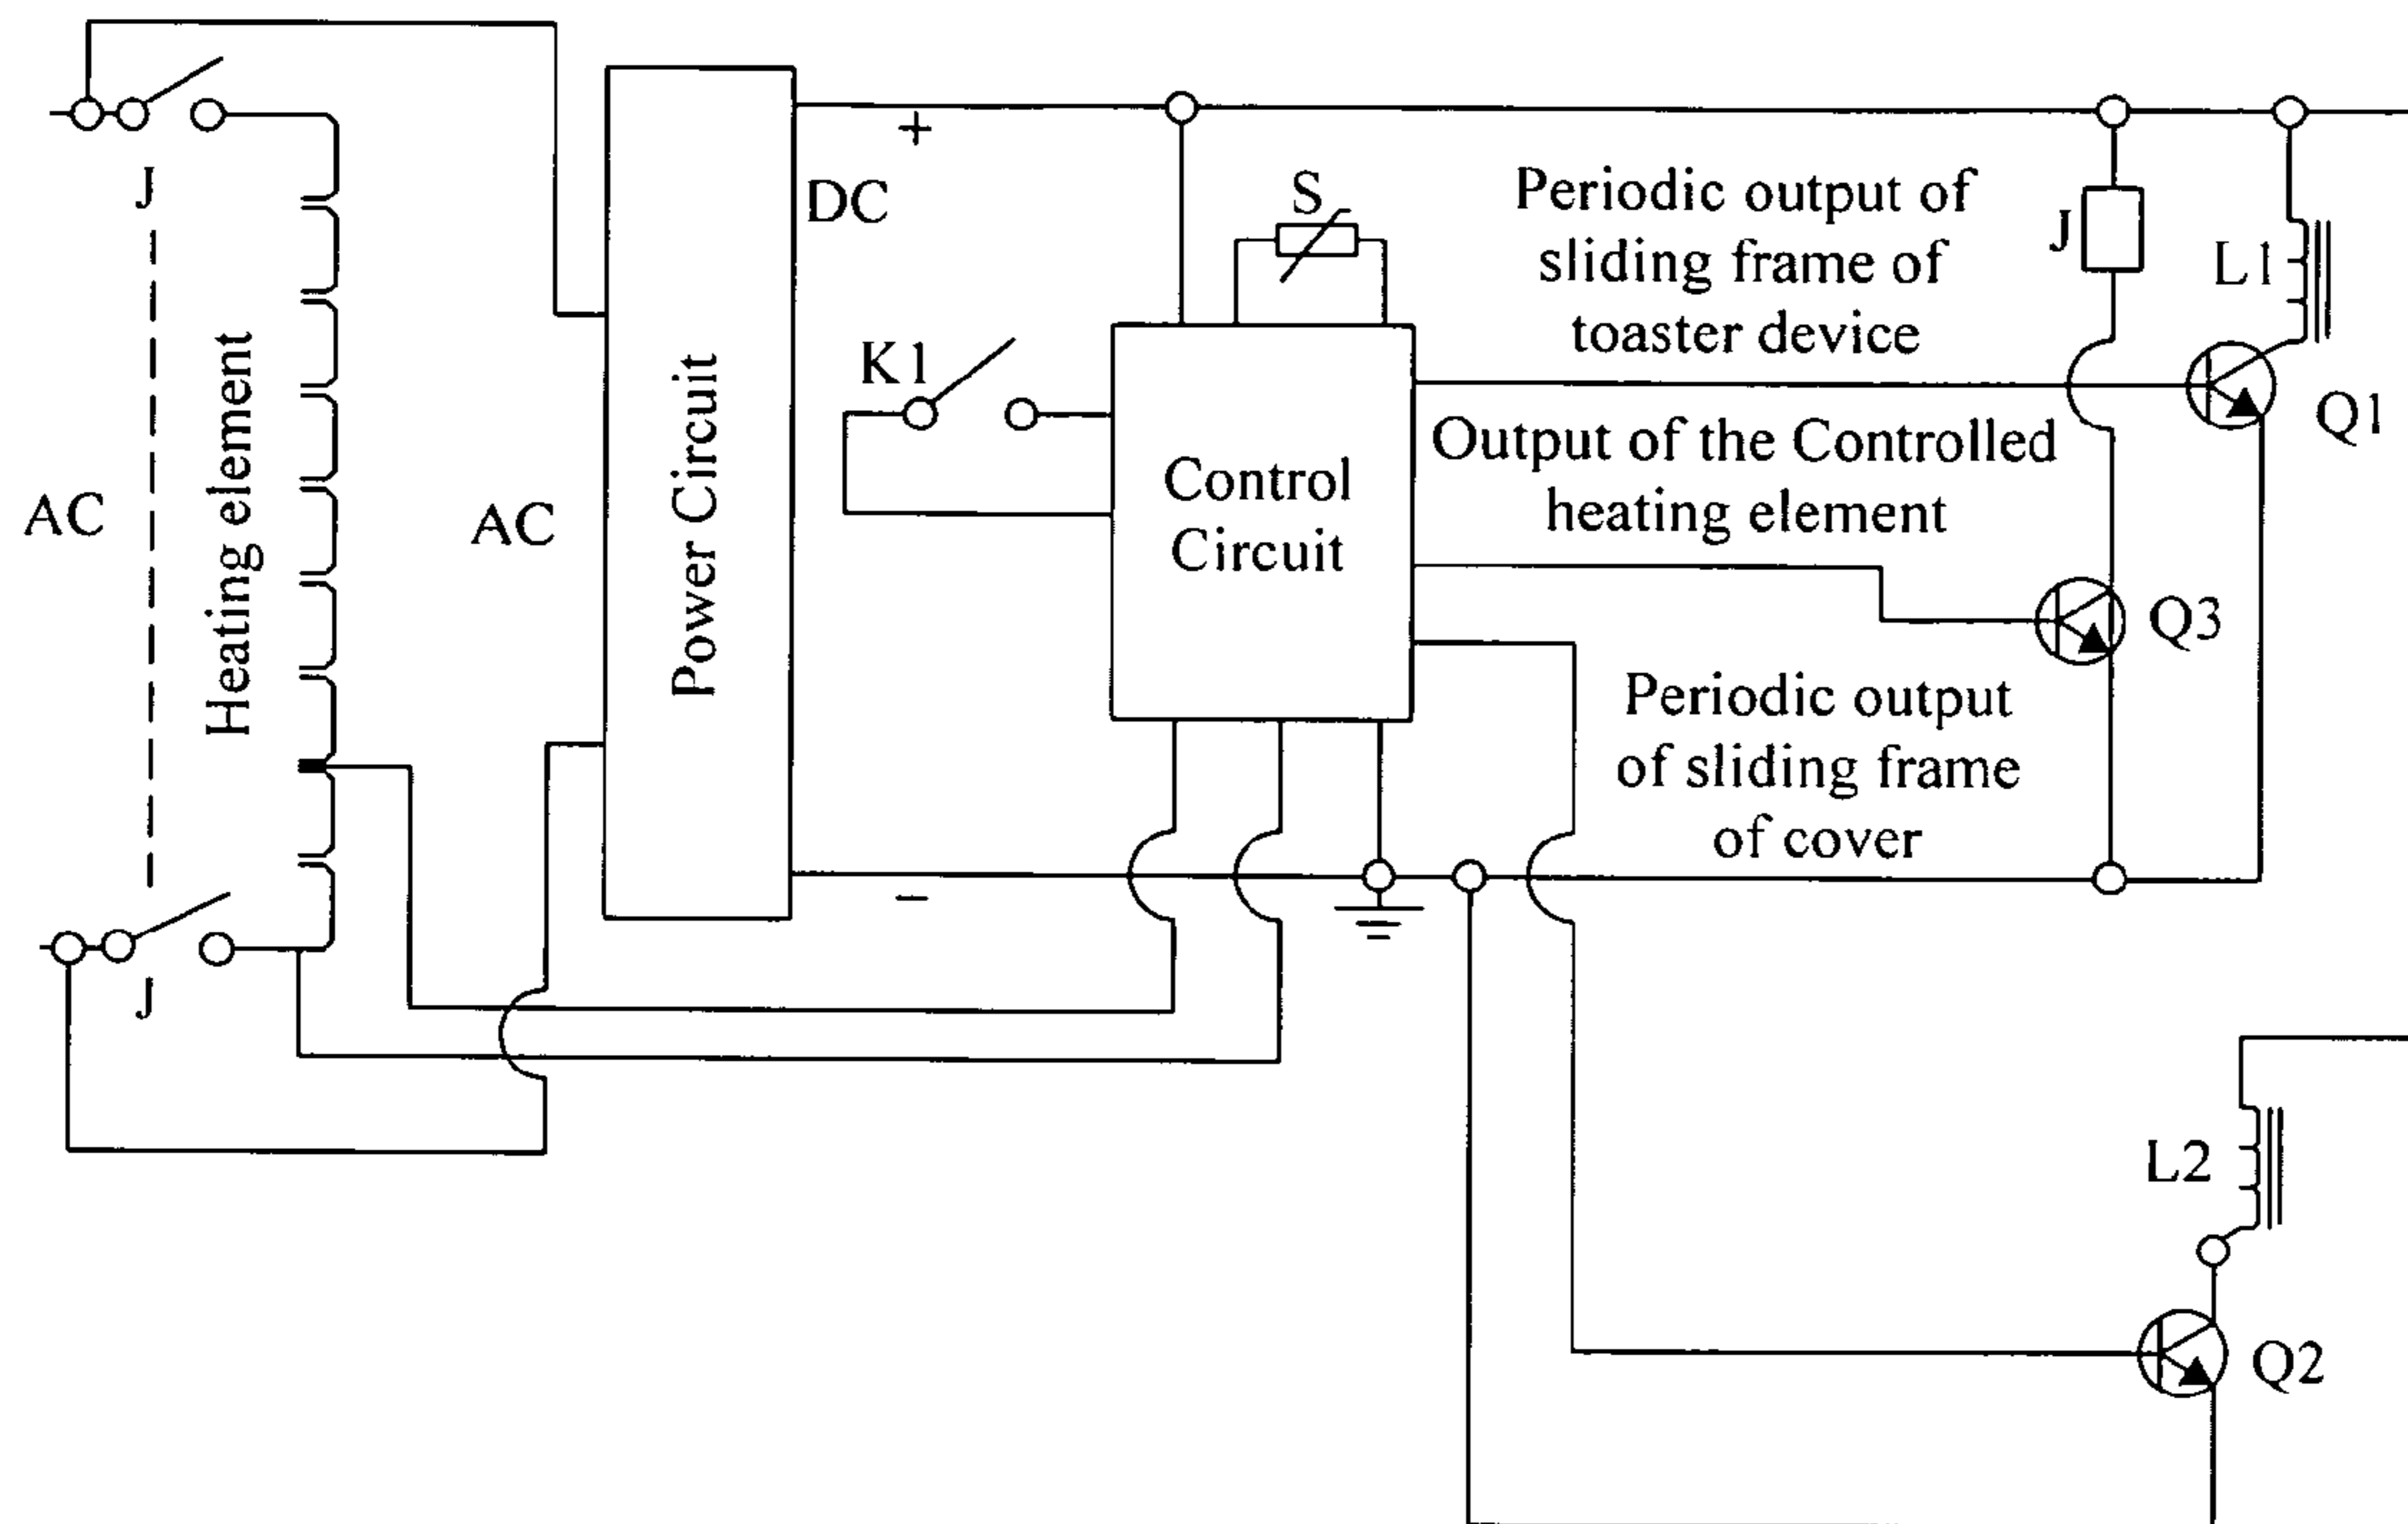 J
AC
Heating element
J
AC
Power Circuit
DC
+
−
S
K1
Control
Circuit
Periodic output of
sliding frame of
toaster device
Output of the Controlled
heating element
Periodic output
of sliding frame
of cover
J
L1
Q1
Q3
L2
Q2